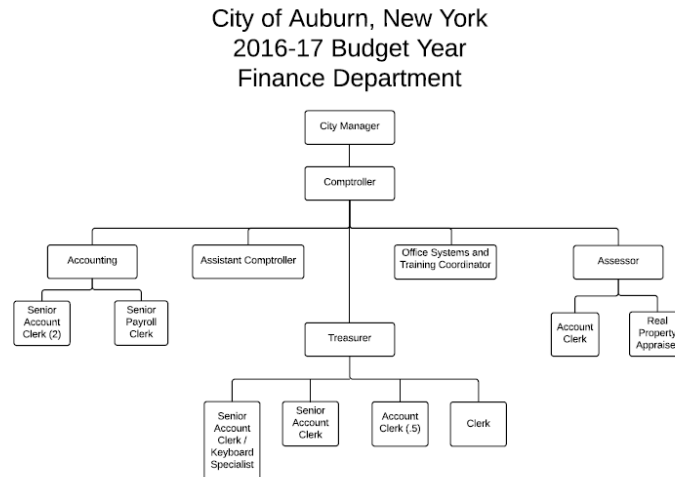 City of Auburn, New York
2016-17 Budget Year
Finance Department
City Manager
Comptroller
Accounting
Assistant Comptroller
Office Systems and
Training Coordinator
Assessor
Senior
Account
Clerk (2)
Senior
Payroll
Clerk
Treasurer
Account
Clerk
Real
Property
Appraise
Senior
Account
Clerk /
Keyboard
Specialist
Senior
Account
Clerk
Account
Clerk (.5)
Clerk